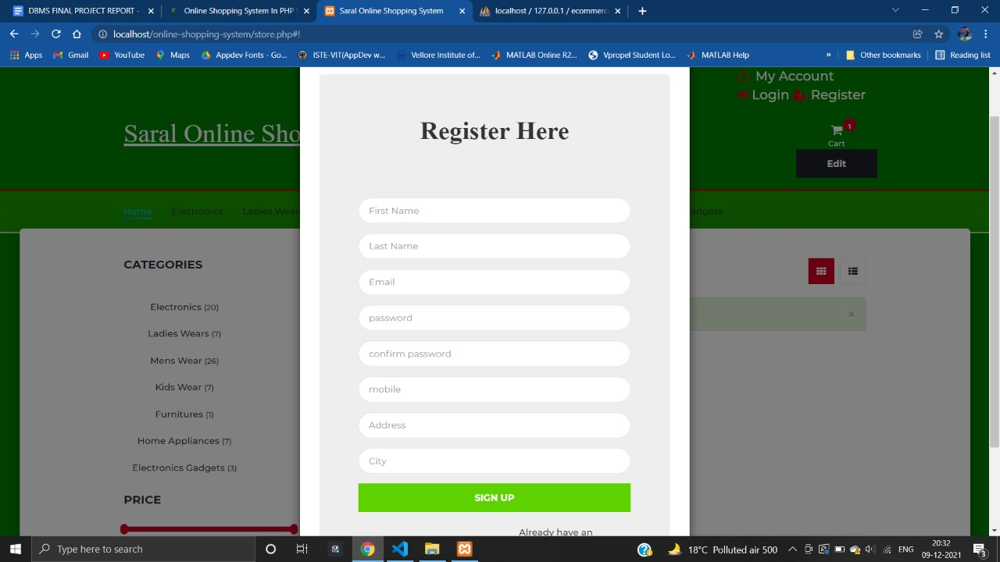 DBMS FINAL PROJECT REPORT -
Online Shopping System In PHP
Saral Online Shopping System
localhost / 127.0.0.1 / ecommerce
localhost/online-shopping-system/store.php#!
Apps
Gmail
YouTube
Maps
Appdev Fonts - Go...
ISTE-VIT(AppDev w...
Vellore Institute of...
MATLAB Online R2...
Vpropel Student Lo...
MATLAB Help
»
Other bookmarks
Reading list
My Account
Login
Register
Saral Online Sho
1
Cart
Edit
Home
Electronics
Ladies Wear
adgets
CATEGORIES
Electronics (20)
Ladies Wears (7)
Mens Wear (26)
Kids Wear (7)
Furnitures (1)
Home Appliances (7)
Electronics Gadgets (3)
PRICE
Register Here
First Name
Last Name
Email
password
confirm password
mobile
Address
City
SIGN UP
Already have an
×
Type here to search
18°C Polluted air 500
ENG
20:32
09-12-2021
3